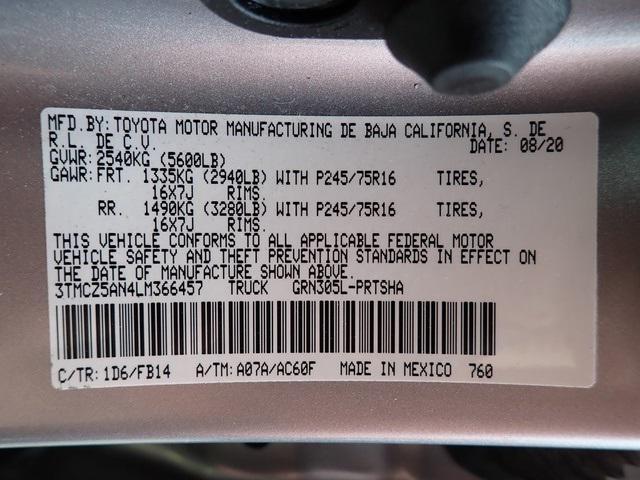 MFD.BY: TOYOTA MOTOR MANUFACTURING DE BAJA CALIFORNIA, S. DE
R.L. DE C.V. DATE: 08/20
GVWR: 2540KG (5600LB)
GAWR: FRT. 1335KG (2940LB) WITH P245/75R16 TIRES,
16X7J RIMS.
RR. 1490KG (3280LB) WITH P245/75R16 TIRES,
16X7J RIMS.
THIS VEHICLE CONFORMS TO ALL APPLICABLE FEDERAL MOTOR
VEHICLE SAFETY AND THEFT PREVENTION STANDARDS IN EFFECT ON
THE DATE OF MANUFACTURE SHOWN ABOVE.
3TMCZ5AN4LM366457 TRUCK GRN305L-PRTSHA
C/TR: 1D6/FB14 A/TM: A07A/AC60F MADE IN MEXICO 760